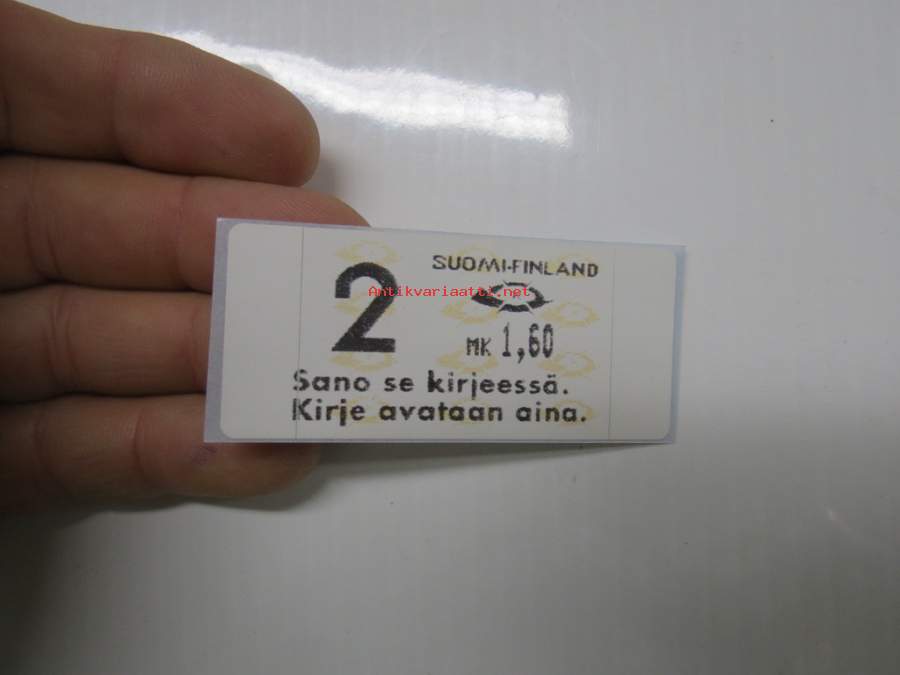 2
SUOMI-FINLAND
Antikvariaatti.net
MK 1,60
Sano se kirjeessä.
Kirje avataan aina.